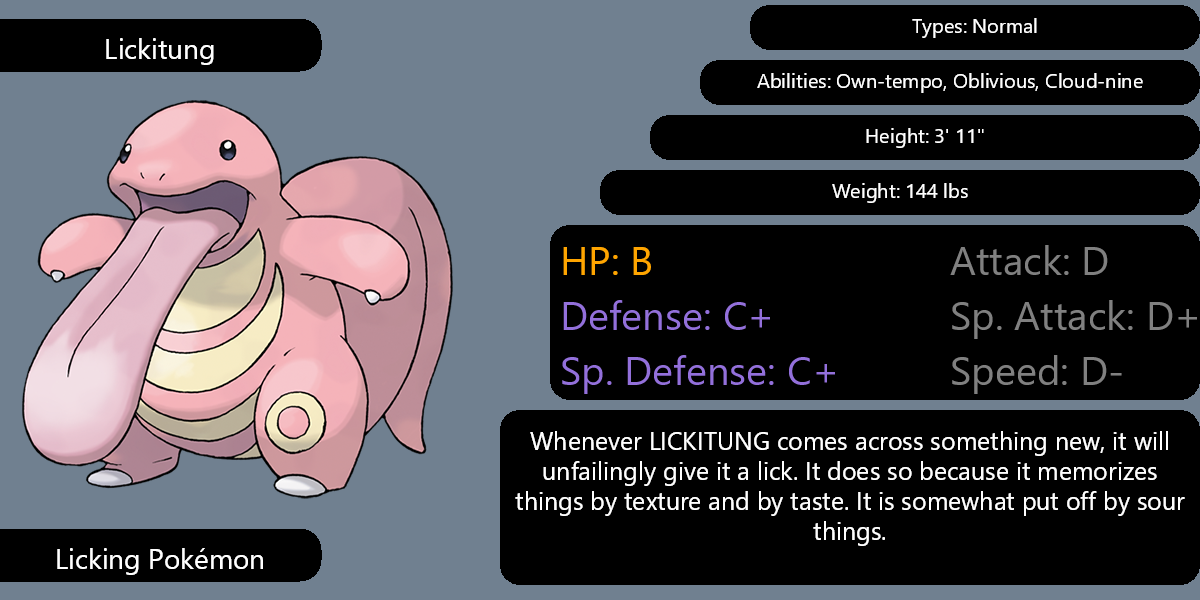 Lickitung
Types: Normal
Abilities: Own-tempo, Oblivious, Cloud-nine
Height: 3' 11"
Weight: 144 lbs
HP: B
Attack: D
Defense: C+
Sp. Attack: D+
Sp. Defense: C+
Speed: D-
Whenever LICKITUNG comes across something new, it will
unfailingly give it a lick. It does so because it memorizes
things by texture and by taste. It is somewhat put off by sour
things.
Licking Pokémon